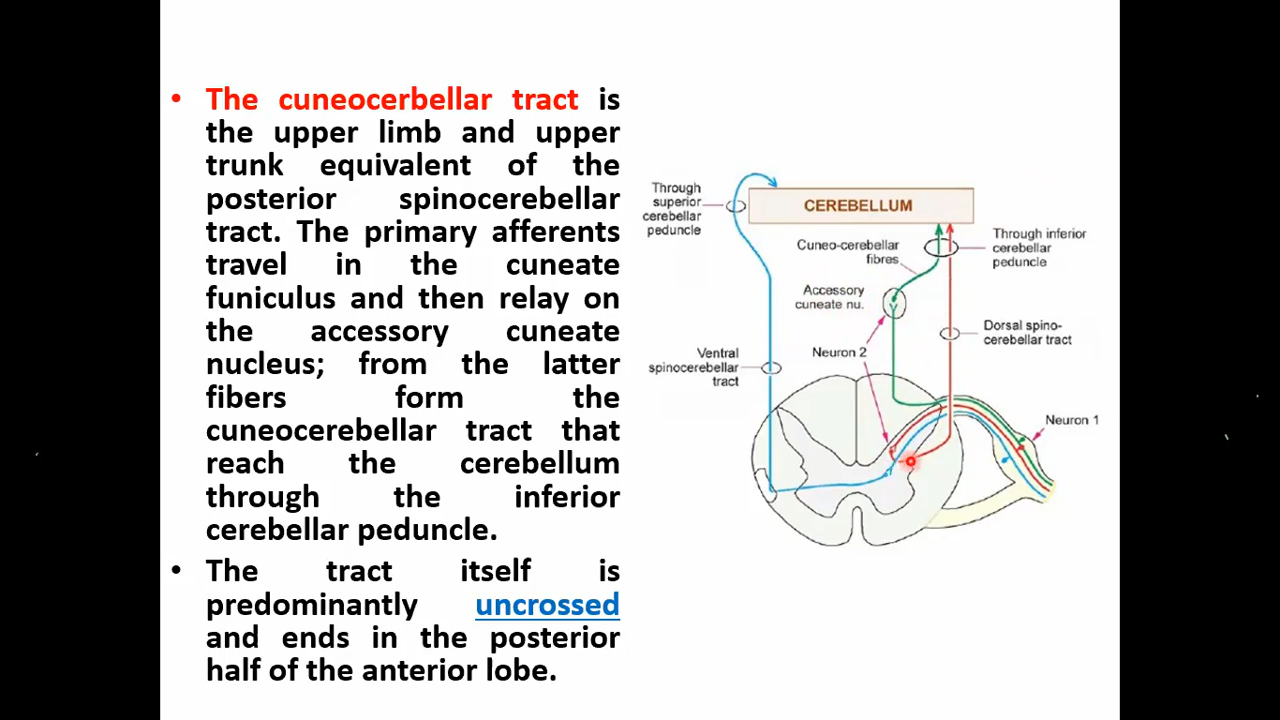 • The cuneocerbellar tract is
the upper limb and upper
trunk equivalent of the
posterior spinocerebellar
tract. The primary afferents
travel in the cuneate
funiculus and then relay on
the accessory cuneate
nucleus; from the latter
fibers form the
cuneocerebellar tract that
reach the cerebellum
through the inferior
cerebellar peduncle.
• The tract itself is
predominantly uncrossed
and ends in the posterior
half of the anterior lobe.
Through
superior
cerebellar
peduncle
CEREBELLUM
Cuneo-cerebellar
fibres
Through inferior
cerebellar
peduncle
Accessory
cuneate nu.
Dorsal spino-
cerebellar tract
Neuron 2
Ventral
spinocerebellar
tract
Neuron 1